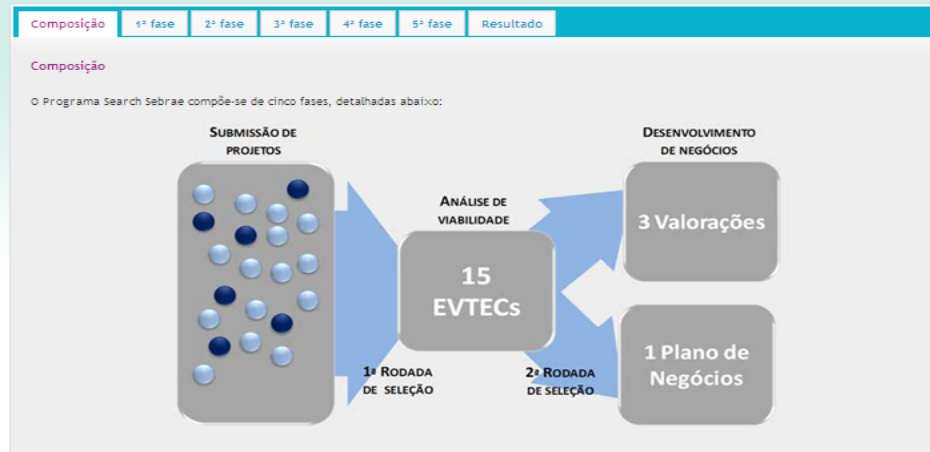 Composição
1ª fase
2ª fase
3ª fase
4ª fase
5ª fase
Resultado
Composição
O Programa Search Sebrae compõe-se de cinco fases, detalhadas abaixo:
SUBMISSÃO DE
PROJETOS
DESENVOLVIMENTO
DE NEGÓCIOS
ANÁLISE DE
VIABILIDADE
3 Valorações
15
EVTECs
1 Plano de
Negócios
1ª RODADA
DE SELEÇÃO
2ª RODADA
DE SELEÇÃO